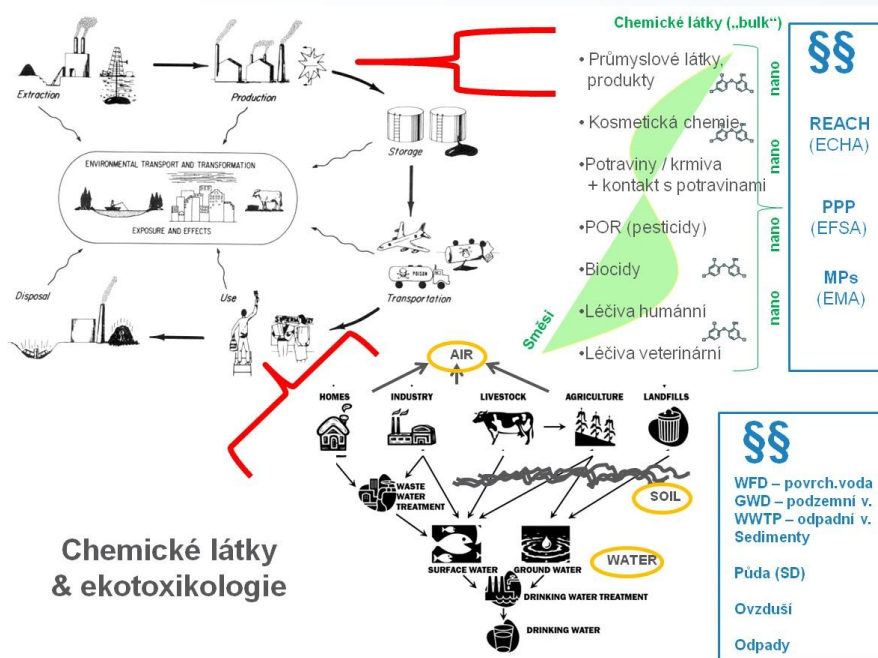 Chemické látky („bulk“)
• Průmyslové látky,
produkty
• Kosmetická chemie
• Potraviny / krmiva
+ kontakt s potravinami
•POR (pesticidy)
•Biocidy
•Léčiva humánní
•Léčiva veterinární
Směsi
nano
nano
nano
nano
§§
REACH
(ECHA)
PPP
(EFSA)
MPs
(EMA)
Extraction
Production
Storage
ENVIRONMENTAL TRANSPORT AND TRANSFORMATION
EXPOSURE AND EFFECTS
POISON
Transportation
Use
Disposal
AIR
HOMES
INDUSTRY
LIVESTOCK
AGRICULTURE
LANDFILLS
WASTE
WATER
TREATMENT
SOIL
SURFACE WATER
GROUND WATER
WATER
DRINKING WATER TREATMENT
DRINKING WATER
Chemické látky
& ekotoxikologie
§§
WFD – povrch.voda
GWD – podzemní v.
WWTP – odpadní v.
Sedimenty
Půda (SD)
Ovzduší
Odpady